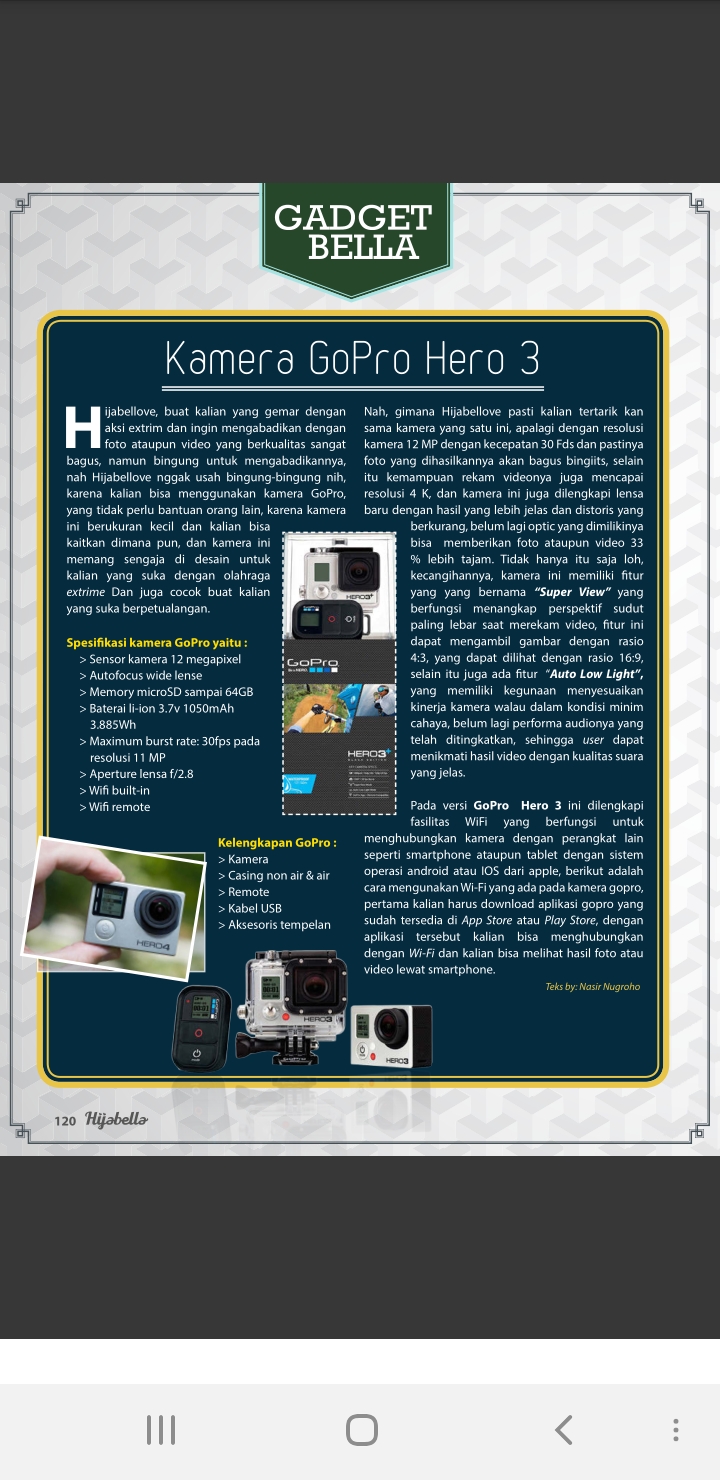 GADGET
BELLA
Kamera GoPro Hero 3
Hijabellove, buat kalian yang gemar dengan
aksi extrim dan ingin mengabadikan dengan
foto ataupun video yang berkualitas sangat
bagus, namun bingung untuk mengabadikannya,
nah Hijabellove nggak usah bingung-bingung nih,
karena kalian bisa menggunakan kamera GoPro,
yang tidak perlu bantuan orang lain, karena kamera
ini berukuran kecil dan kalian bisa
kaitkan dimana pun, dan kamera ini
memang sengaja di desain untuk
kalian yang suka dengan olahraga
extrime Dan juga cocok buat kalian
yang suka berpetualangan.
Spesifikasi kamera GoPro yaitu :
> Sensor kamera 12 megapixel
> Autofocus wide lense
> Memory microSD sampai 64GB
> Baterai li-ion 3.7v 1050mAh
3.885Wh
> Maximum burst rate: 30fps pada
resolusi 11 MP
> Aperture lensa f/2.8
> Wifi built-in
> Wifi remote
Kelengkapan GoPro :
> Kamera
> Casing non air & air
> Remote
> Kabel USB
> Aksesoris tempelan
Nah, gimana Hijabellove pasti kalian tertarik kan
sama kamera yang satu ini, apalagi dengan resolusi
kamera 12 MP dengan kecepatan 30 Fds dan pastinya
foto yang dihasilkannya akan bagus bingiits, selain
itu kemampuan rekam videonya juga mencapai
resolusi 4 K, dan kamera ini juga dilengkapi lensa
baru dengan hasil yang lebih jelas dan distoris yang
berkurang, belum lagi optic yang dimilikinya
bisa memberikan foto ataupun video 33
% lebih tajam. Tidak hanya itu saja loh,
kecangihannya, kamera ini memiliki fitur
yang yang bernama “Super View” yang
berfungsi menangkap perspektif sudut
paling lebar saat merekam video, fitur ini
dapat mengambil gambar dengan rasio
4:3, yang dapat dilihat dengan rasio 16:9,
selain itu juga ada fitur “Auto Low Light”,
yang memiliki kegunaan menyesuaikan
kinerja kamera walau dalam kondisi minim
cahaya, belum lagi performa audionya yang
telah ditingkatkan, sehingga user dapat
menikmati hasil video dengan kualitas suara
yang jelas.
Pada versi GoPro Hero 3 ini dilengkapi
fasilitas WiFi yang berfungsi untuk
menghubungkan kamera dengan perangkat lain
seperti smartphone ataupun tablet dengan sistem
operasi android atau IOS dari apple, berikut adalah
cara mengunakan Wi-Fi yang ada pada kamera gopro,
pertama kalian harus download aplikasi gopro yang
sudah tersedia di App Store atau Play Store, dengan
aplikasi tersebut kalian bisa menghubungkan
dengan Wi-Fi dan kalian bisa melihat hasil foto atau
video lewat smartphone.
Teks by: Nasir Nugroho
HERO3+
GoPro
HERO3+
BLACK EDITION
HERO4
HERO3
HERO3
120 Hijabella